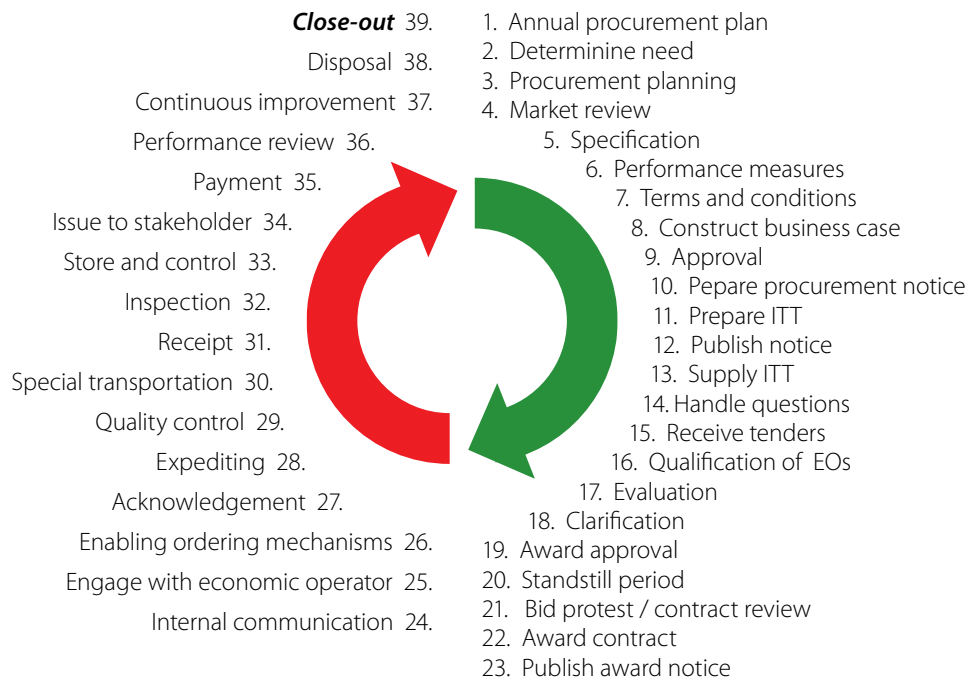 1. Annual procurement plan
2. Determinine need
3. Procurement planning
4. Market review
5. Specification
6. Performance measures
7. Terms and conditions
8. Construct business case
9. Approval
10. Pepare procurement notice
11. Prepare ITT
12. Publish notice
13. Supply ITT
14. Handle questions
15. Receive tenders
16. Qualification of EOs
17. Evaluation
18. Clarification
19. Award approval
20. Standstill period
21. Bid protest / contract review
22. Award contract
23. Publish award notice
Internal communication 24.
Engage with economic operator 25.
Enabling ordering mechanisms 26.
Acknowledgement 27.
Expediting 28.
Quality control 29.
Special transportation 30.
Receipt 31.
Inspection 32.
Store and control 33.
Issue to stakeholder 34.
Payment 35.
Performance review 36.
Continuous improvement 37.
Disposal 38.
Close-out 39.